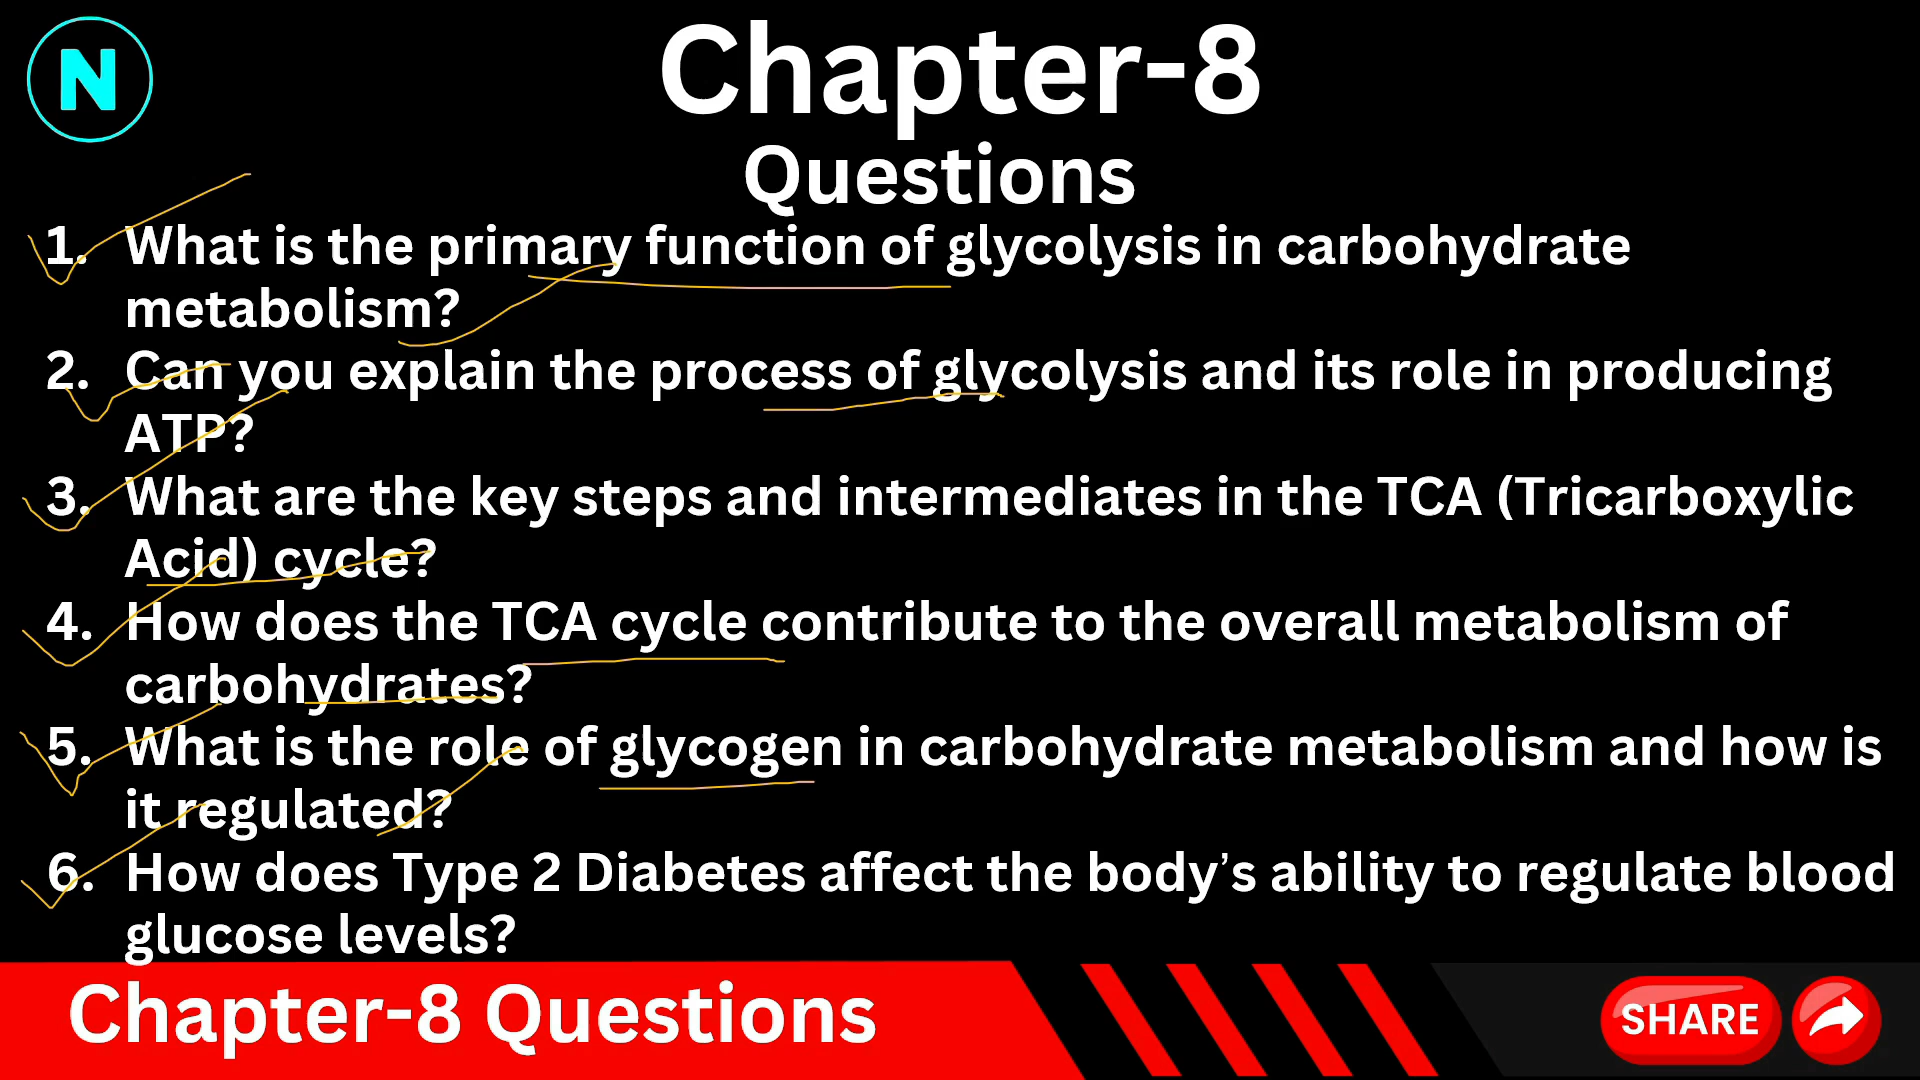 N
Chapter-8
Questions
1. What is the primary function of glycolysis in carbohydrate
metabolism?
2. Can you explain the process of glycolysis and its role in producing
ATP?
3. What are the key steps and intermediates in the TCA (Tricarboxylic
Acid) cycle?
4. How does the TCA cycle contribute to the overall metabolism of
carbohydrates?
5. What is the role of glycogen in carbohydrate metabolism and how is
it regulated?
6. How does Type 2 Diabetes affect the body’s ability to regulate blood
glucose levels?
Chapter-8 Questions
SHARE